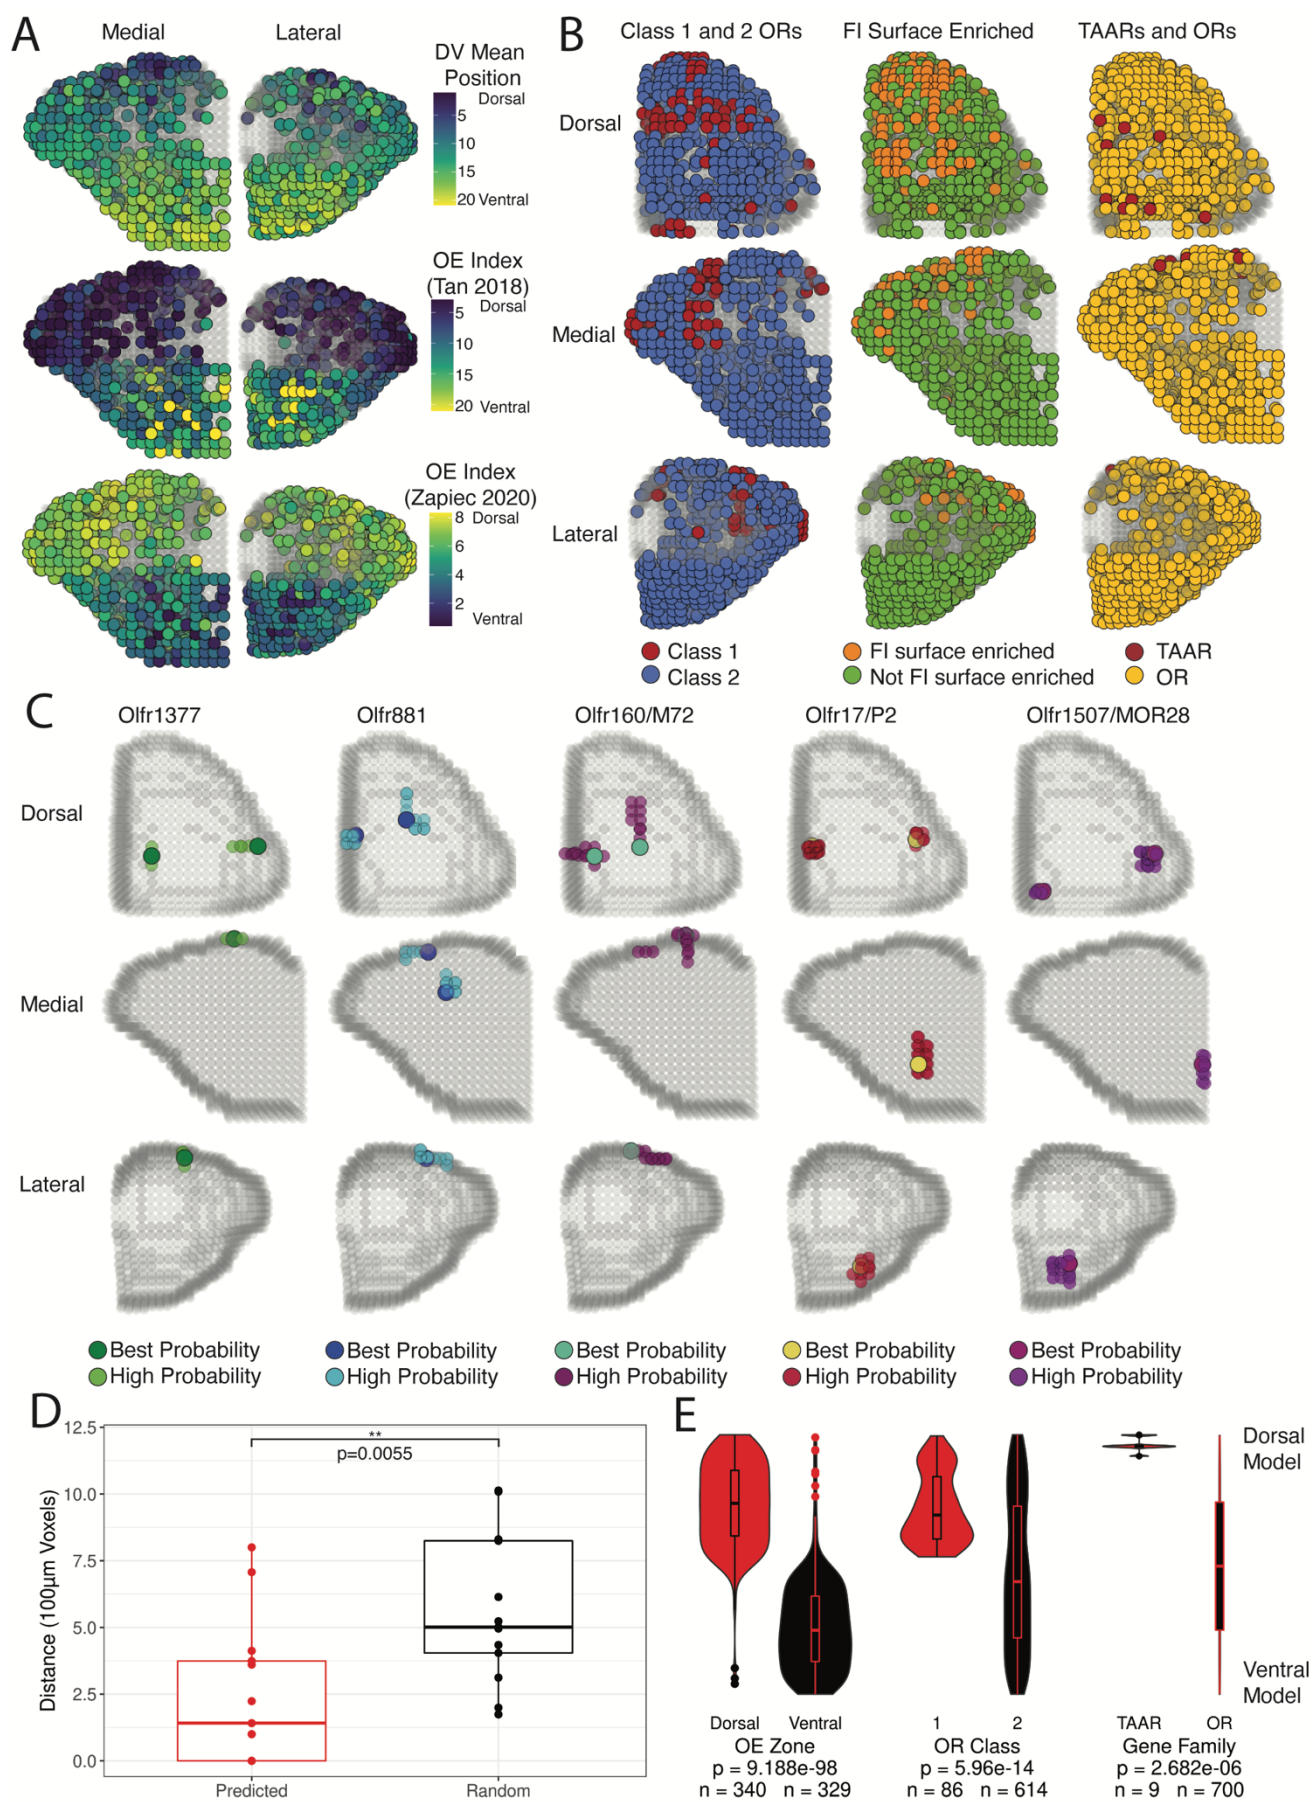 A
Medial
Lateral
DV Mean
Position
Dorsal
5
10
15
20
Ventral
OE Index
(Tan 2018)
Dorsal
5
10
15
20
Ventral
OE Index
(Zapiec 2020)
8
Dorsal
6
4
2
Ventral
B
Class 1 and 2 ORs
FI Surface Enriched
TAARs and ORs
Dorsal
Medial
Lateral
Class 1
Class 2
FI surface enriched
Not FI surface enriched
TAAR
OR
C
Olfr1377
Olfr881
Olfr160/M72
Olfr17/P2
Olfr1507/MOR28
Dorsal
Medial
Lateral
Best Probability
High Probability
Best Probability
High Probability
Best Probability
High Probability
Best Probability
High Probability
Best Probability
High Probability
D
Distance (100µm Voxels)
12.5
10.0
7.5
5.0
2.5
0.0
**
p=0.0055
Predicted
Random
E
Dorsal
Model
Ventral
Model
Dorsal Ventral
OE Zone
p = 9.188e-98
n = 340 n = 329
1 2
OR Class
p = 5.96e-14
n = 86 n = 614
TAAR OR
Gene Family
p = 2.682e-06
n = 9 n = 700